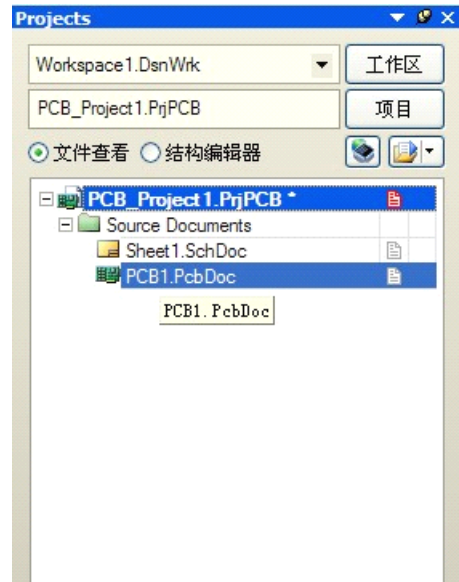 Projects
Workspace1.DsnWrk 工作区
PCB_Project1.PrjPCB 项目
文件查看 结构编辑器
PCB_Project1.PrjPCB *
Source Documents
Sheet1.SchDoc
PCB1.PcbDoc
PCB1.PcbDoc